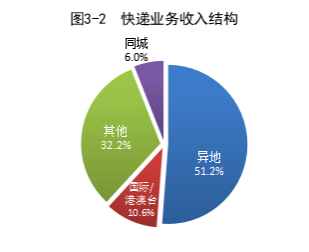 图3-2 快递业务收入结构
同城
6.0%
其他
32.2%
异地
51.2%
国际/
港澳台
10.6%